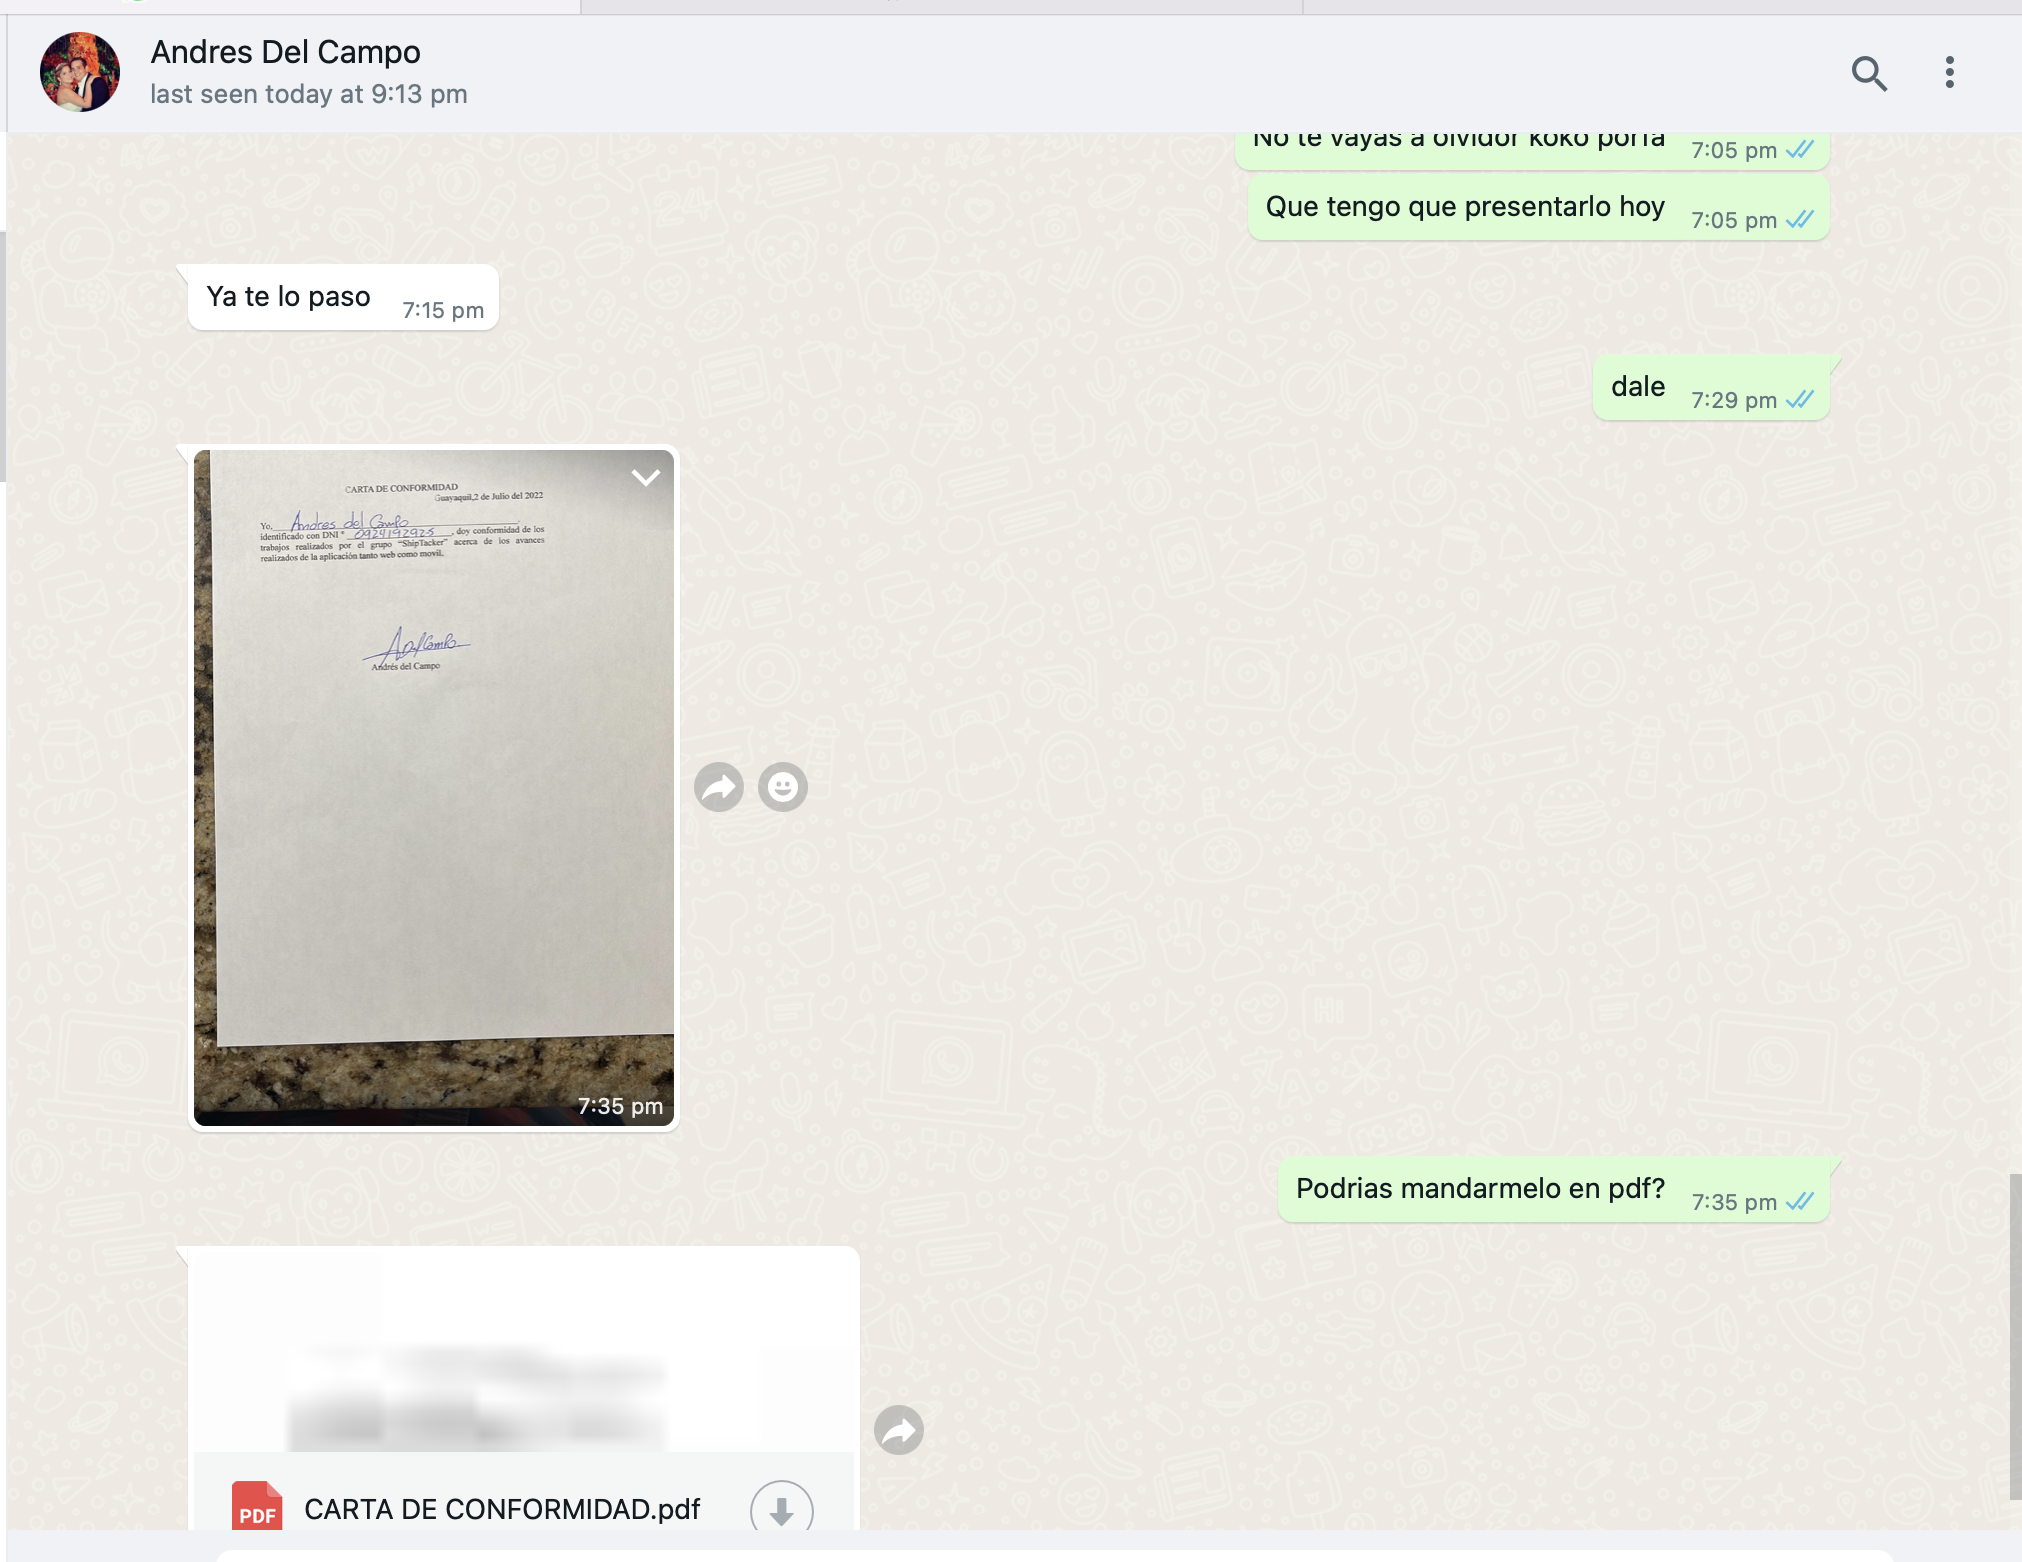 Andres Del Campo
last seen today at 9:13 pm
No te vayas a olvidor koko porfa 7:05 pm
Que tengo que presentarlo hoy 7:05 pm
Ya te lo paso 7:15 pm
dale 7:29 pm
CARTA DE CONFORMIDAD
Guayaquil,2 de Julio del 2022
Yo, Andres del Campo
identificado con DNI ° 0924192925, doy conformidad de los
trabajos realizados por el grupo "ShipTacker" acerca de los avances
realizados de la aplicación tanto web como movil.
ADelCampo
Andrés del Campo
7:35 pm
Podrias mandarmelo en pdf? 7:35 pm
PDF CARTA DE CONFORMIDAD.pdf